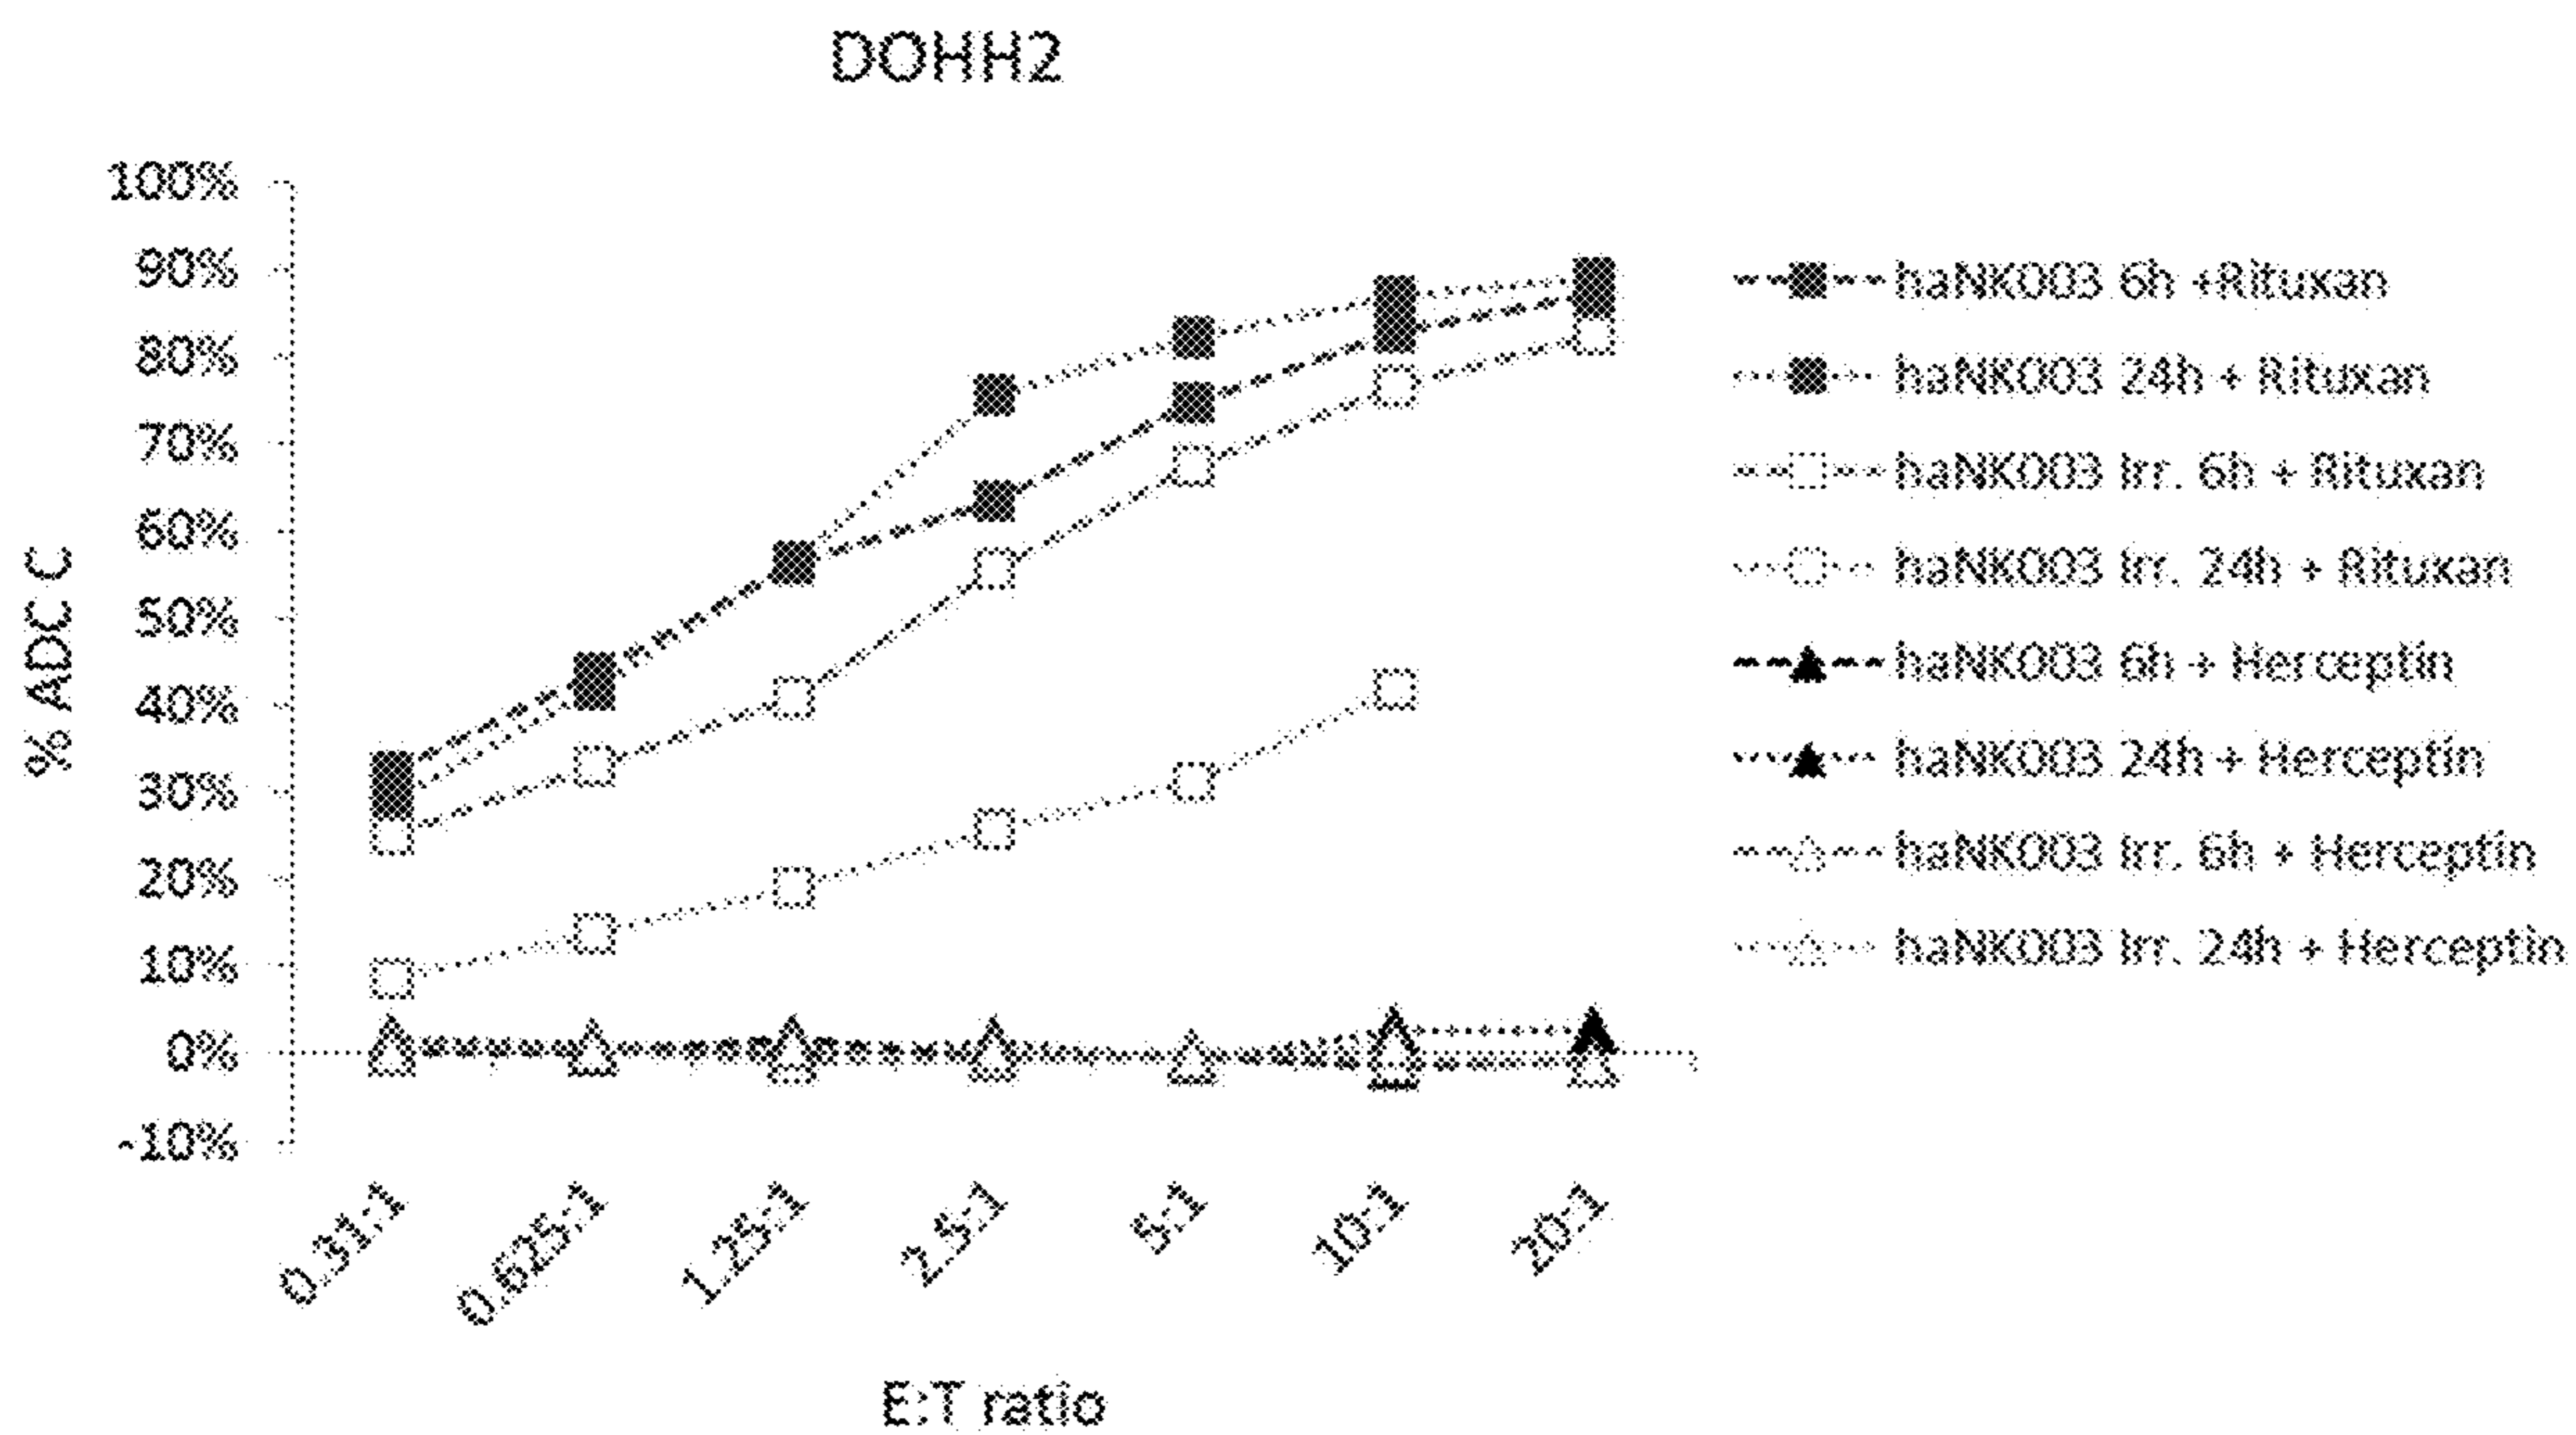 DOHH2
100%
90%
80%
70%
60%
50%
40%
30%
20%
10%
0%
-10%
% ADC C
0.31:1
0.625:1
1.25:1
2.5:1
5:1
10:1
20:1
E:T ratio
haNK003 6h +Rituxan
haNK003 24h + Rituxan
haNK003 Irr. 6h + Rituxan
haNK003 Irr. 24h + Rituxan
haNK003 6h + Herceptin
haNK003 24h + Herceptin
haNK003 Irr. 6h + Herceptin
haNK003 Irr. 24h + Herceptin